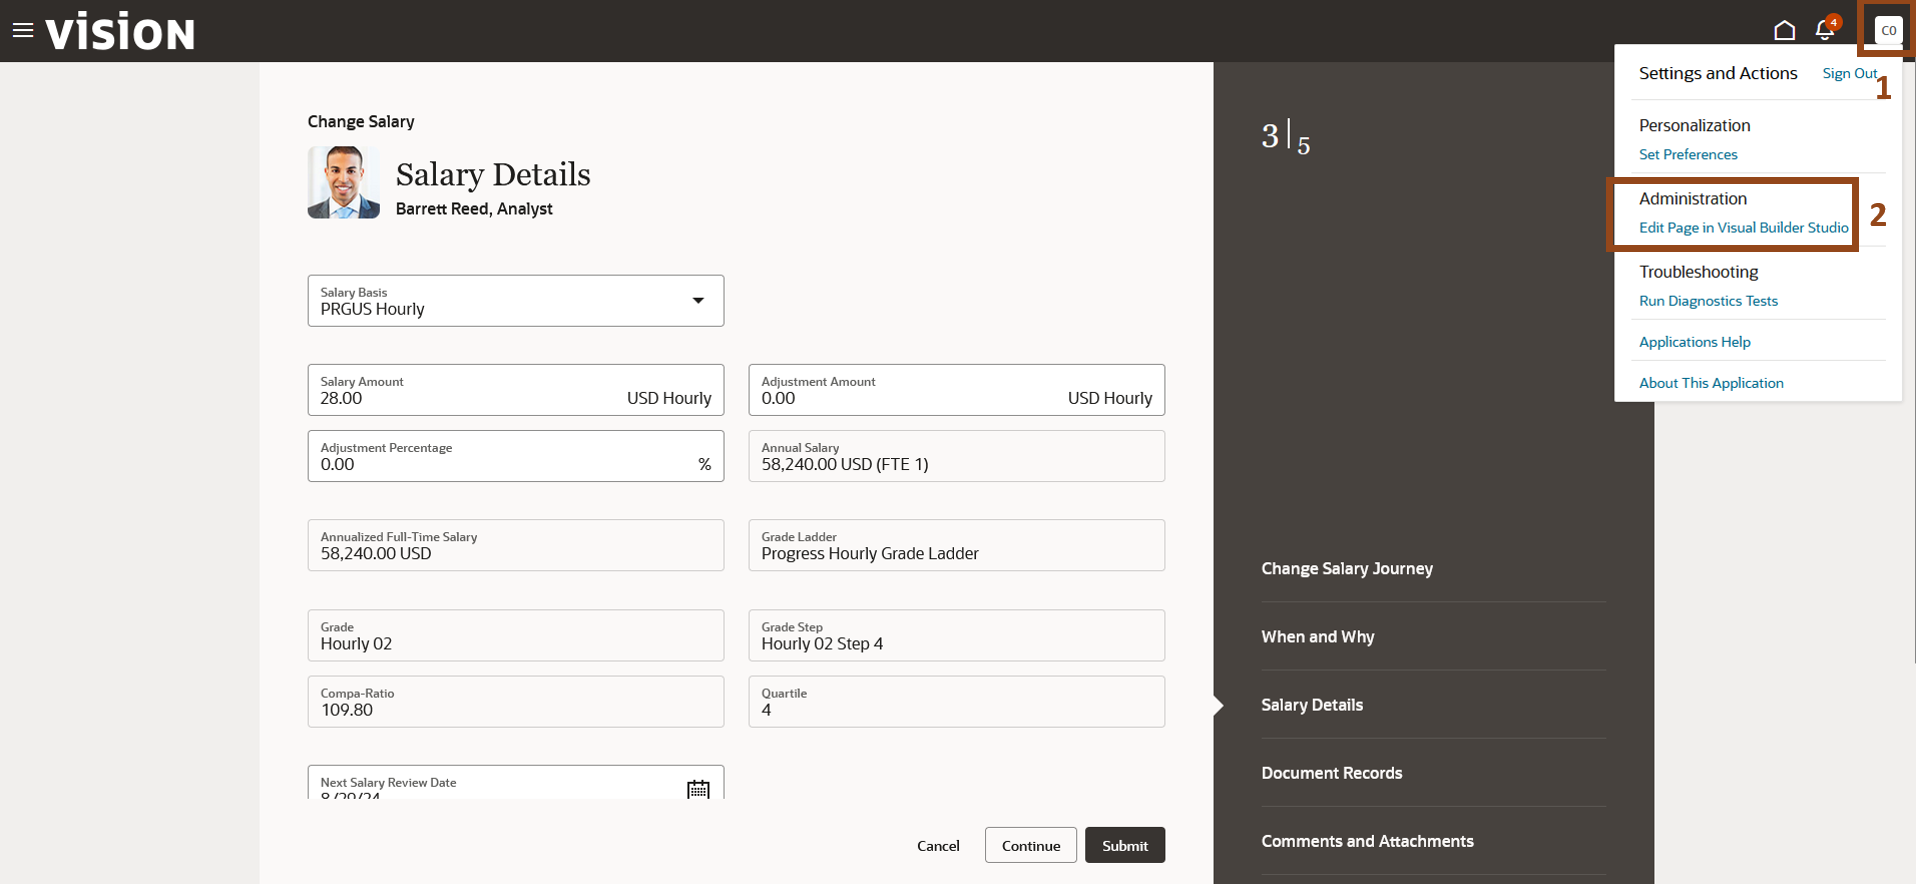 vision
4
CO
Settings and Actions Sign Out
1
Personalization
Set Preferences
Administration
Edit Page in Visual Builder Studio
2
Troubleshooting
Run Diagnostics Tests
Applications Help
About This Application
Change Salary
Salary Details
Barrett Reed, Analyst
Salary Basis
PRGUS Hourly
Salary Amount
28.00 USD Hourly
Adjustment Amount
0.00 USD Hourly
Adjustment Percentage
0.00 %
Annual Salary
58,240.00 USD (FTE 1)
Annualized Full-Time Salary
58,240.00 USD
Grade Ladder
Progress Hourly Grade Ladder
Grade
Hourly 02
Grade Step
Hourly 02 Step 4
Compa-Ratio
109.80
Quartile
4
Next Salary Review Date
8/29/24
Cancel Continue Submit
3 | 5
Change Salary Journey
When and Why
Salary Details
Document Records
Comments and Attachments